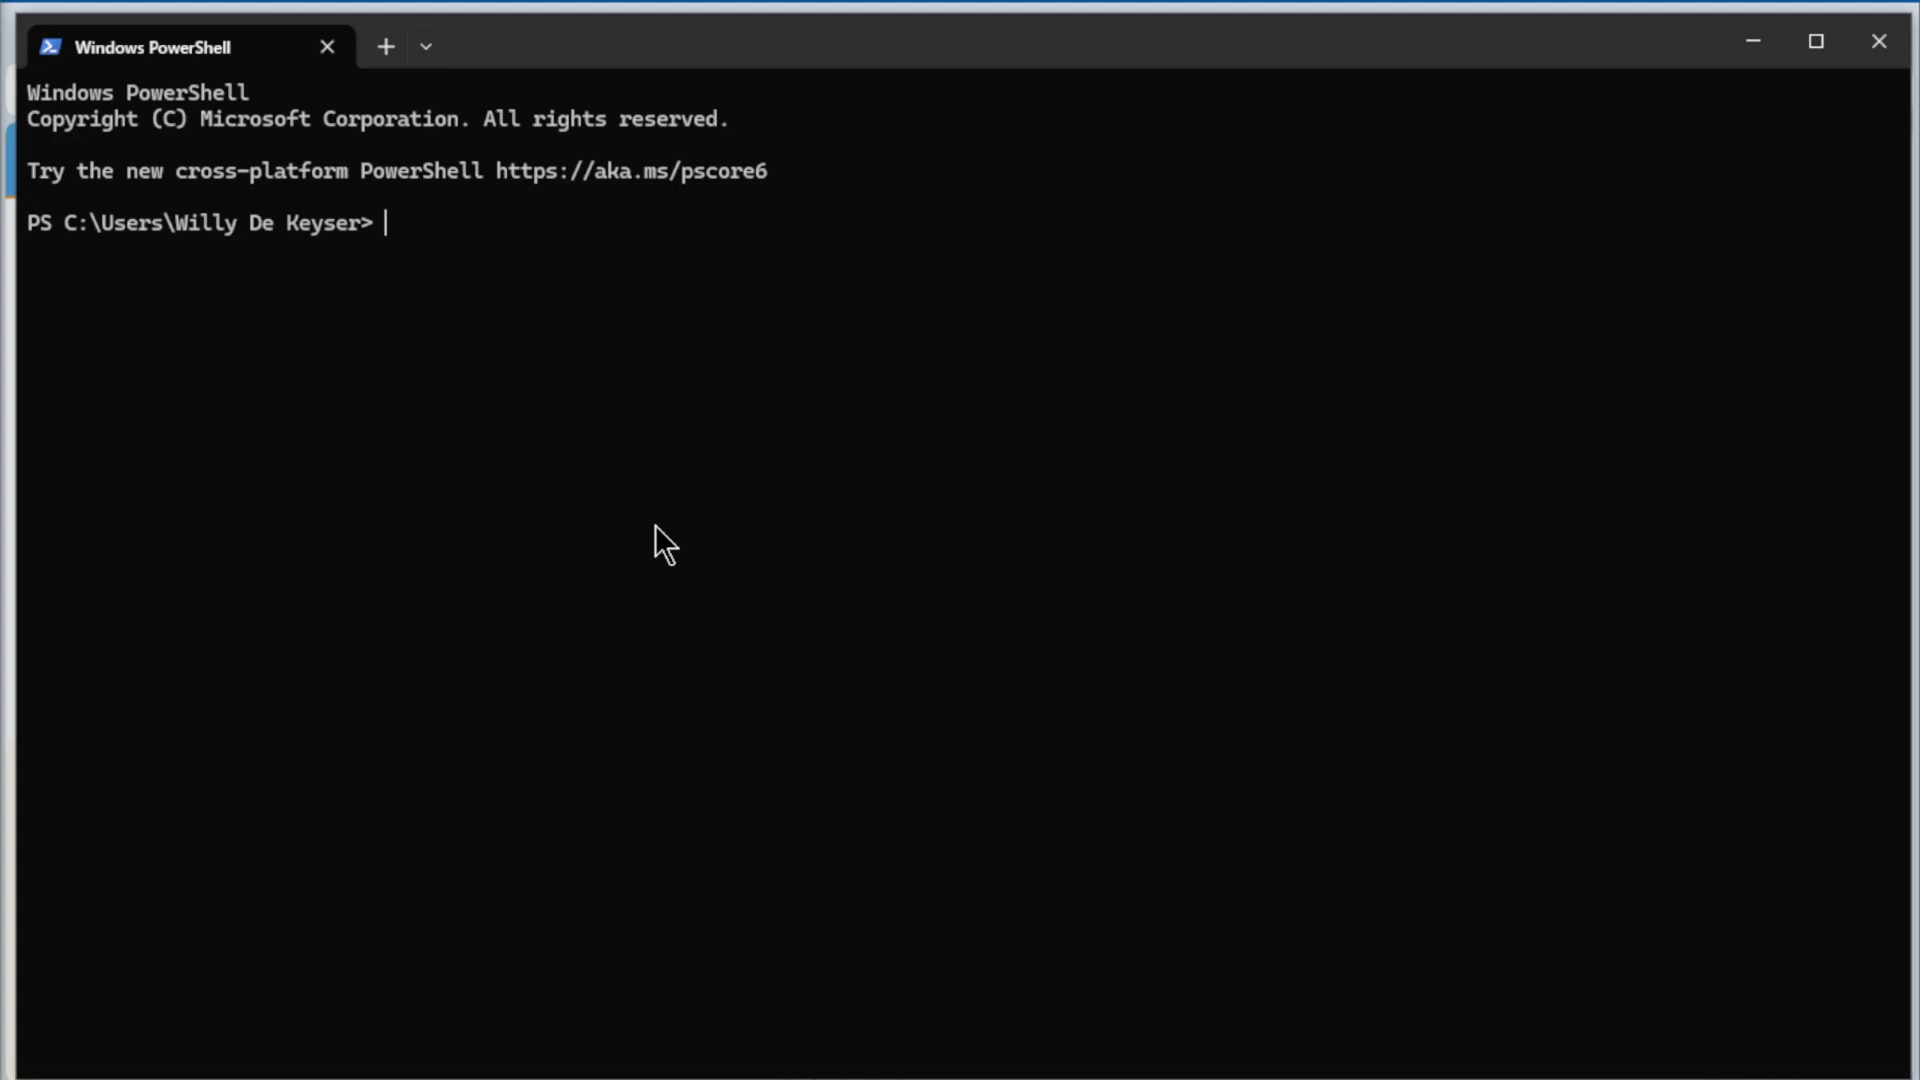 Windows PowerShell
Windows PowerShell
Copyright (C) Microsoft Corporation. All rights reserved.
Try the new cross-platform PowerShell https://aka.ms/pscore6
PS C:\Users\Willy De Keyser>